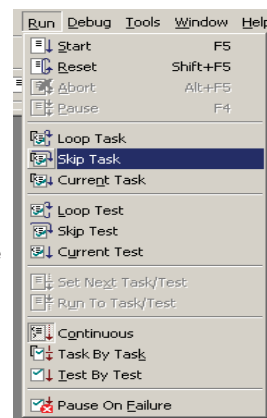 Run Debug Tools Window Help
Start F5
Reset Shift+F5
Abort Alt+F5
Pause F4
Loop Task
Skip Task
Current Task
Loop Test
Skip Test
Current Test
Set Next Task/Test
Run To Task/Test
Continuous
Task By Task
Test By Test
Pause On Failure